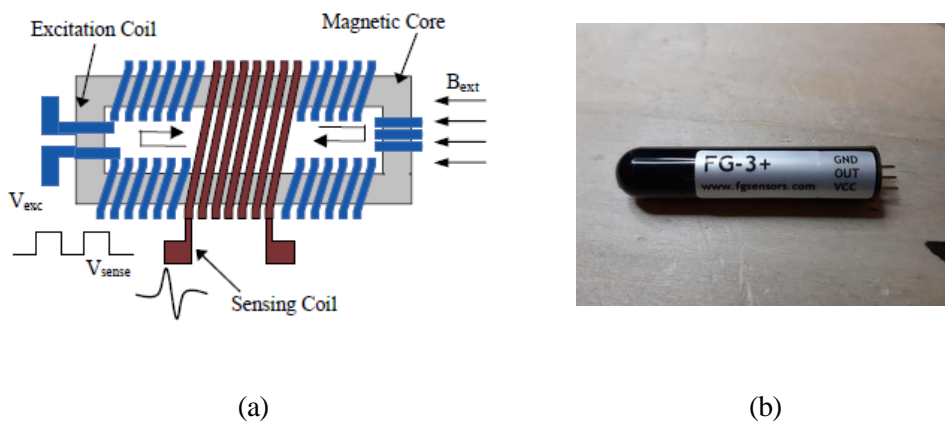 Excitation Coil
Magnetic Core
Bext
Vexc
Vsense
Sensing Coil
FG-3+
www.fgsensors.com
GND
OUT
VCC
(a)
(b)